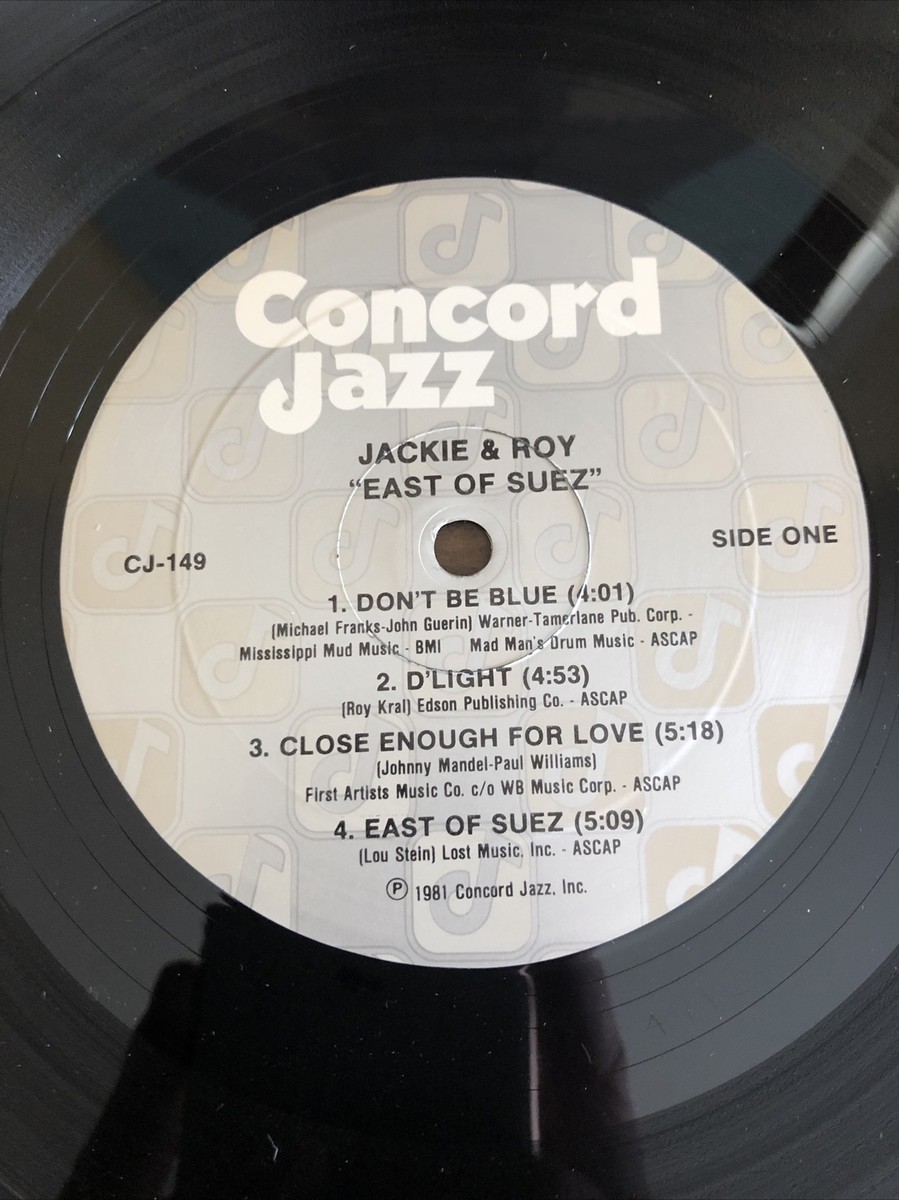 Concord
Jazz
JACKIE & ROY
“EAST OF SUEZ”
CJ-149
SIDE ONE
1. DON'T BE BLUE (4:01)
(Michael Franks-John Guerin) Warner-Tamerlane Pub. Corp. -
Mississippi Mud Music - BMI Mad Man's Drum Music - ASCAP
2. D'LIGHT (4:53)
(Roy Kral) Edson Publishing Co. - ASCAP
3. CLOSE ENOUGH FOR LOVE (5:18)
(Johnny Mandel-Paul Williams)
First Artists Music Co. c/o WB Music Corp. - ASCAP
4. EAST OF SUEZ (5:09)
(Lou Stein) Lost Music, Inc. - ASCAP
Ⓟ 1981 Concord Jazz, Inc.